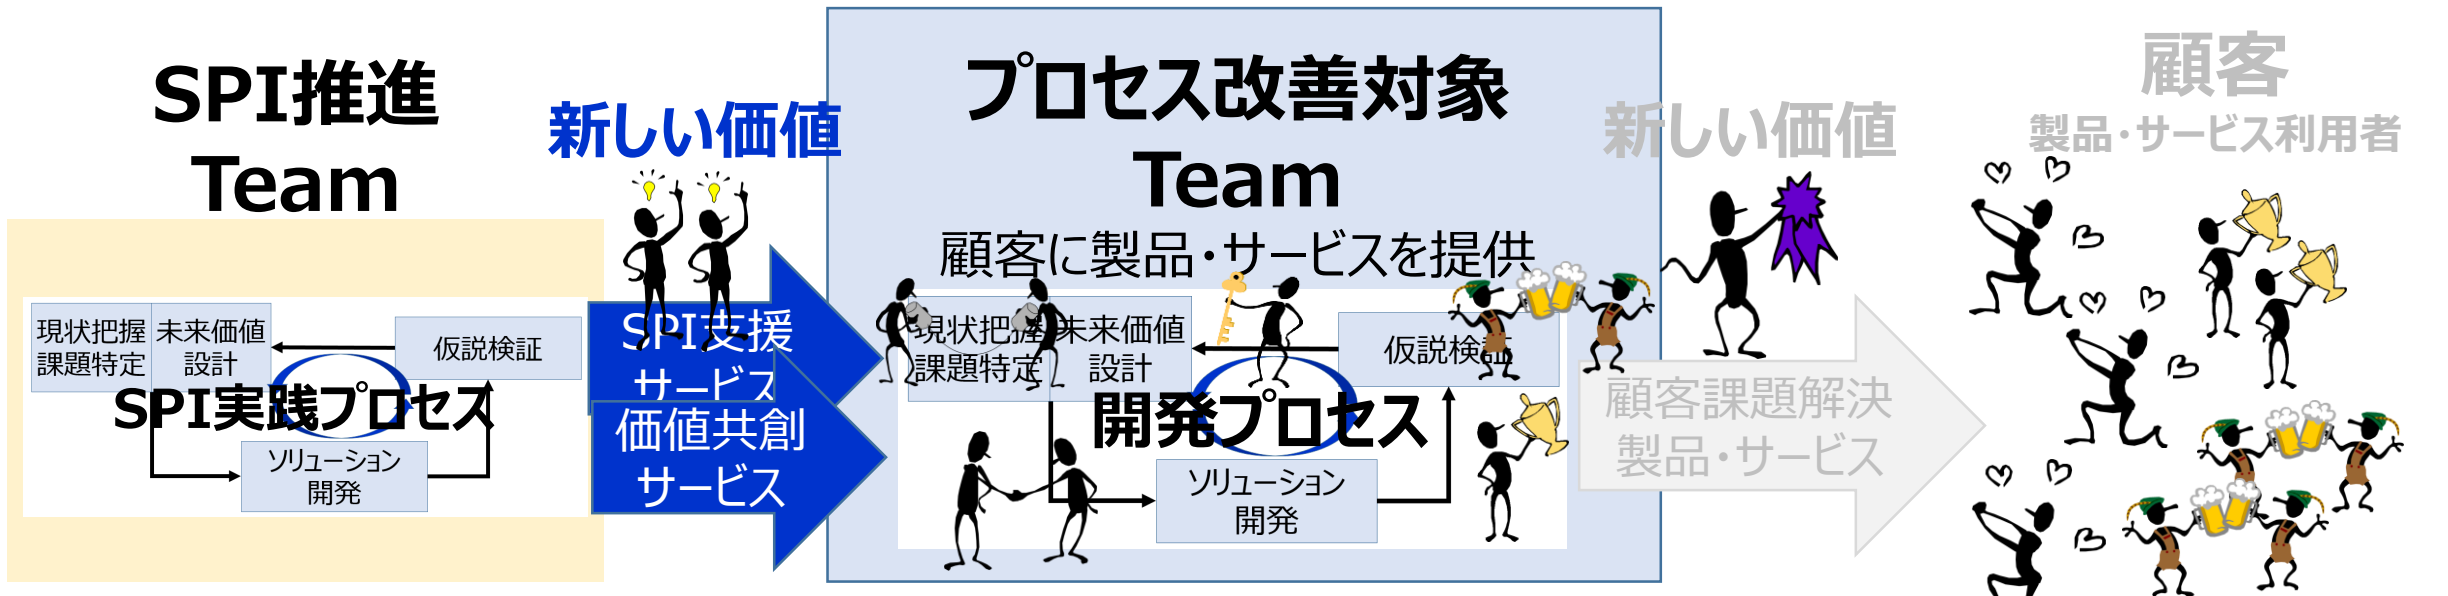 SPI推進
Team
新しい価値
現状把握
課題特定
未来価値
設計
仮説検証
SPI実践プロセス
ソリューション
開発
SPI支援
サービス
価値共創
サービス
プロセス改善対象
Team
顧客に製品・サービスを提供
現状把握
課題特定
未来価値
設計
仮説検証
開発プロセス
ソリューション
開発
新しい価値
顧客課題解決
製品・サービス
顧客
製品・サービス利用者